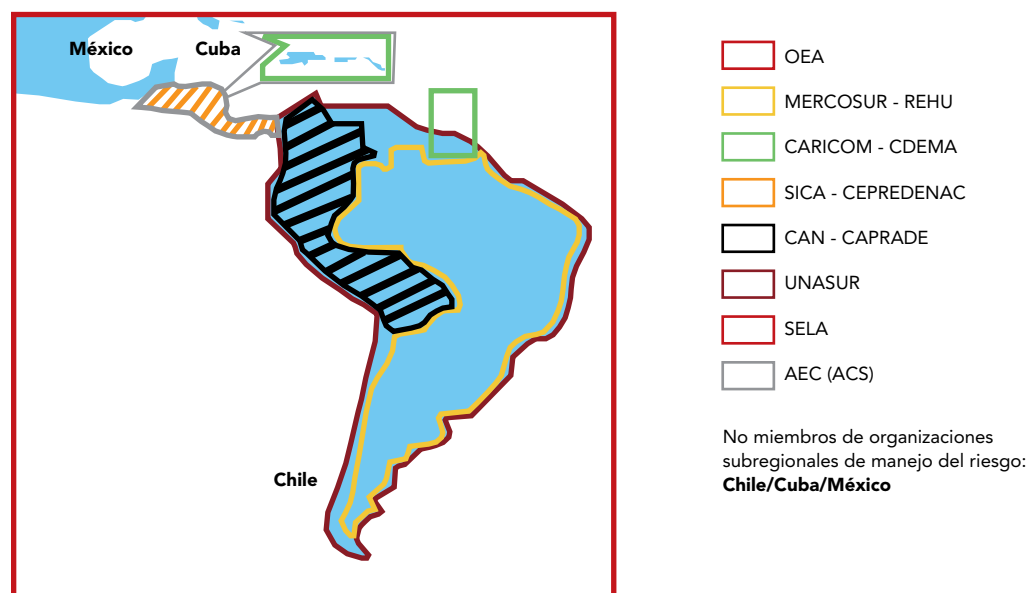 México
Cuba
Chile
OEA
MERCOSUR - REHU
CARICOM - CDEMA
SICA - CEPREDENAC
CAN - CAPRADE
UNASUR
SELA
AEC (ACS)
No miembros de organizaciones
subregionales de manejo del riesgo:
Chile/Cuba/México